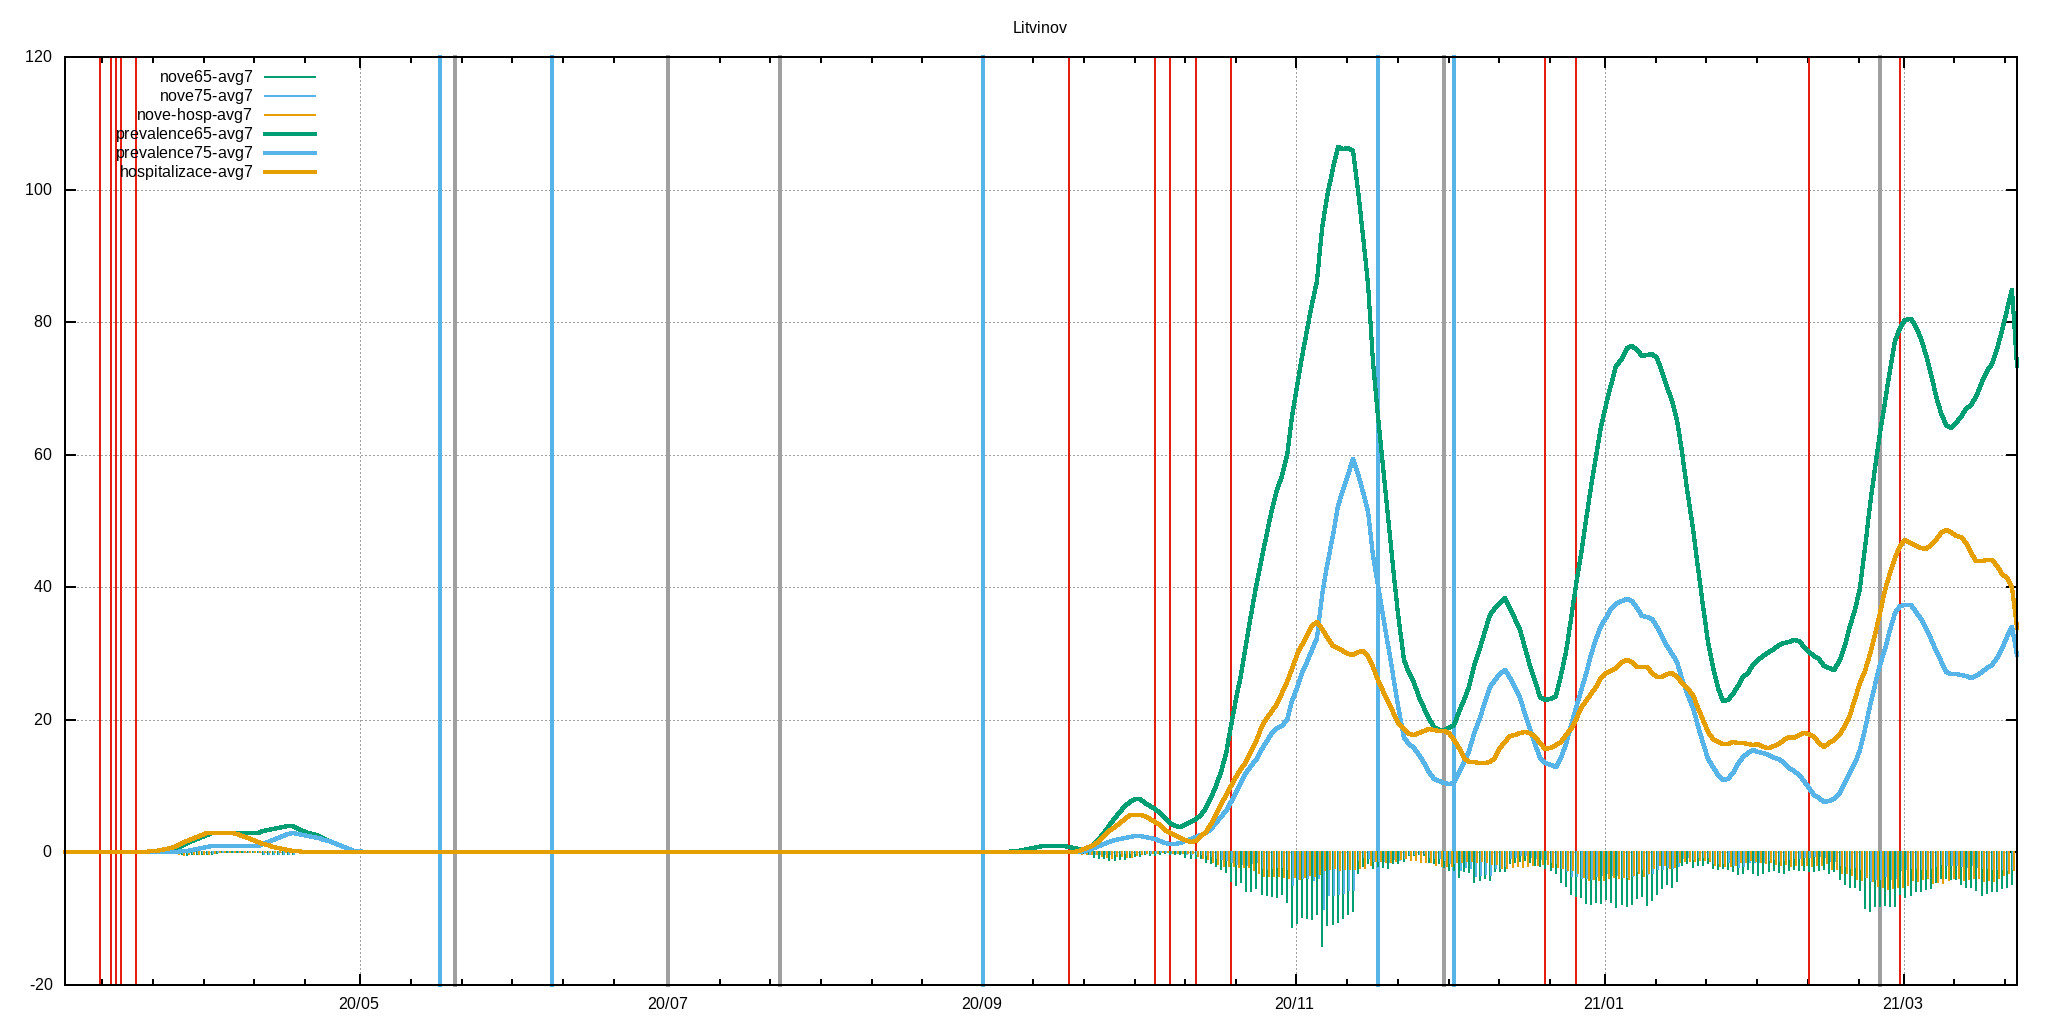 Litvinov
120
100
80
60
40
20
0
-20
nove65-avg7
nove75-avg7
nove-hosp-avg7
prevalence65-avg7
prevalence75-avg7
hospitalizace-avg7
20/05 20/07 20/09 20/11 21/01 21/03